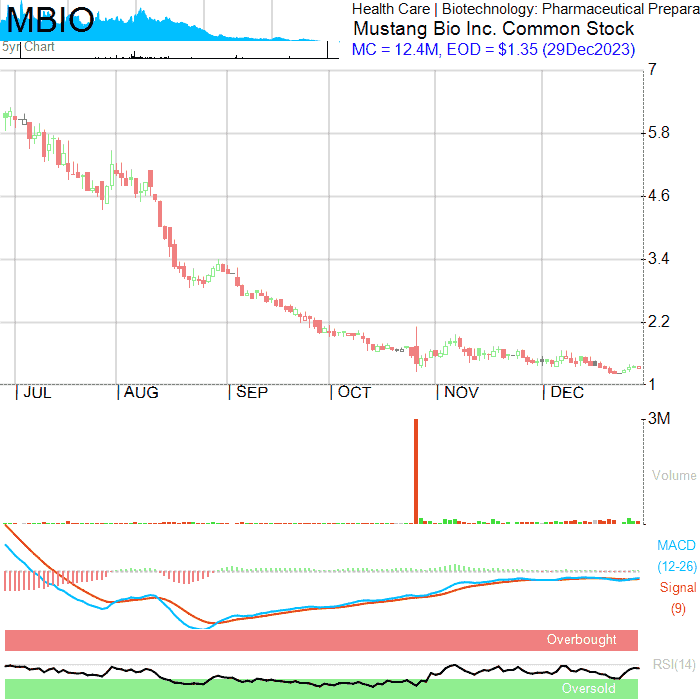 MBIO
5yr Chart
Health Care | Biotechnology: Pharmaceutical Prepara
Mustang Bio Inc. Common Stock
MC = 12.4M, EOD = $1.35 (29Dec2023)
7
5.8
4.6
3.4
2.2
1
JUL
AUG
SEP
OCT
NOV
DEC
3M
Volume
MACD
(12-26)
Signal
(9)
Overbought
RSI(14)
Oversold